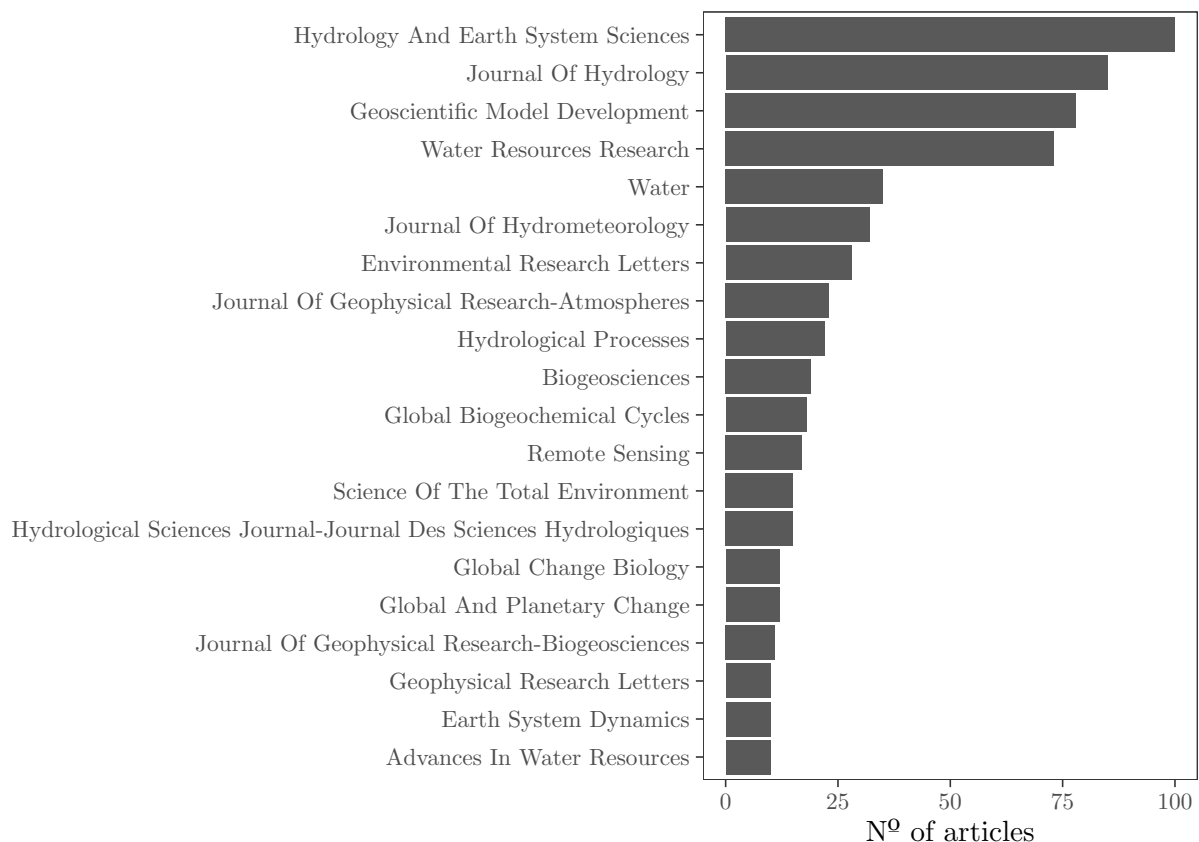 Hydrology And Earth System Sciences
Journal Of Hydrology
Geoscientific Model Development
Water Resources Research
Water
Journal Of Hydrometeorology
Environmental Research Letters
Journal Of Geophysical Research-Atmospheres
Hydrological Processes
Biogeosciences
Global Biogeochemical Cycles
Remote Sensing
Science Of The Total Environment
Hydrological Sciences Journal-Journal Des Sciences Hydrologiques
Global Change Biology
Global And Planetary Change
Journal Of Geophysical Research-Biogeosciences
Geophysical Research Letters
Earth System Dynamics
Advances In Water Resources
0 25 50 75 100
Nº of articles